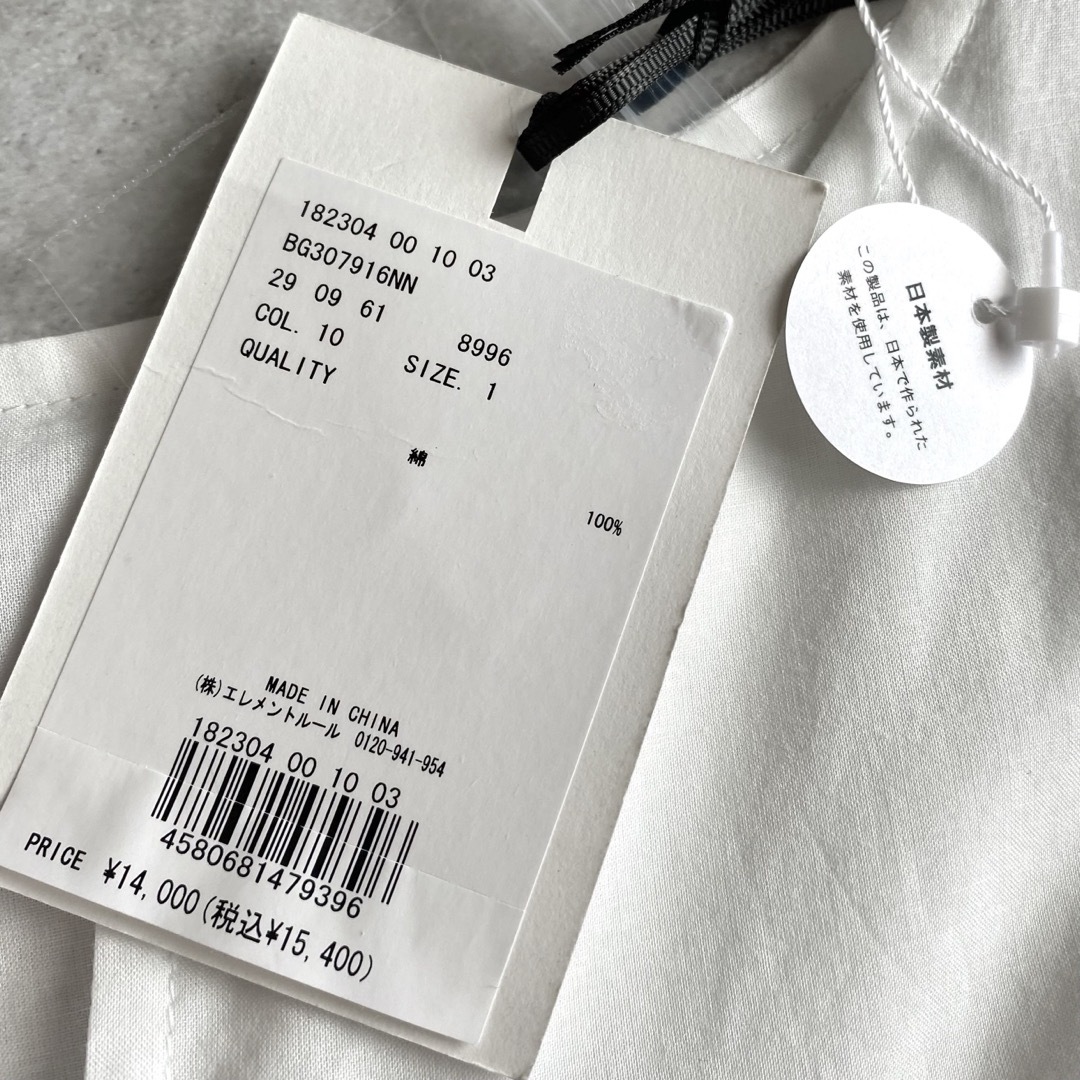 182304 00 10 03
BG307916NN
29 09 61
COL. 10 8996
QUALITY SIZE. 1
綿
100%
MADE IN CHINA
(株)エレメントルール 0120-941-954
182304 00 10 03
4580681479396
PRICE ¥14,000(税込¥15,400)
日本製素材
この製品は、日本で作られた
素材を使用しています。